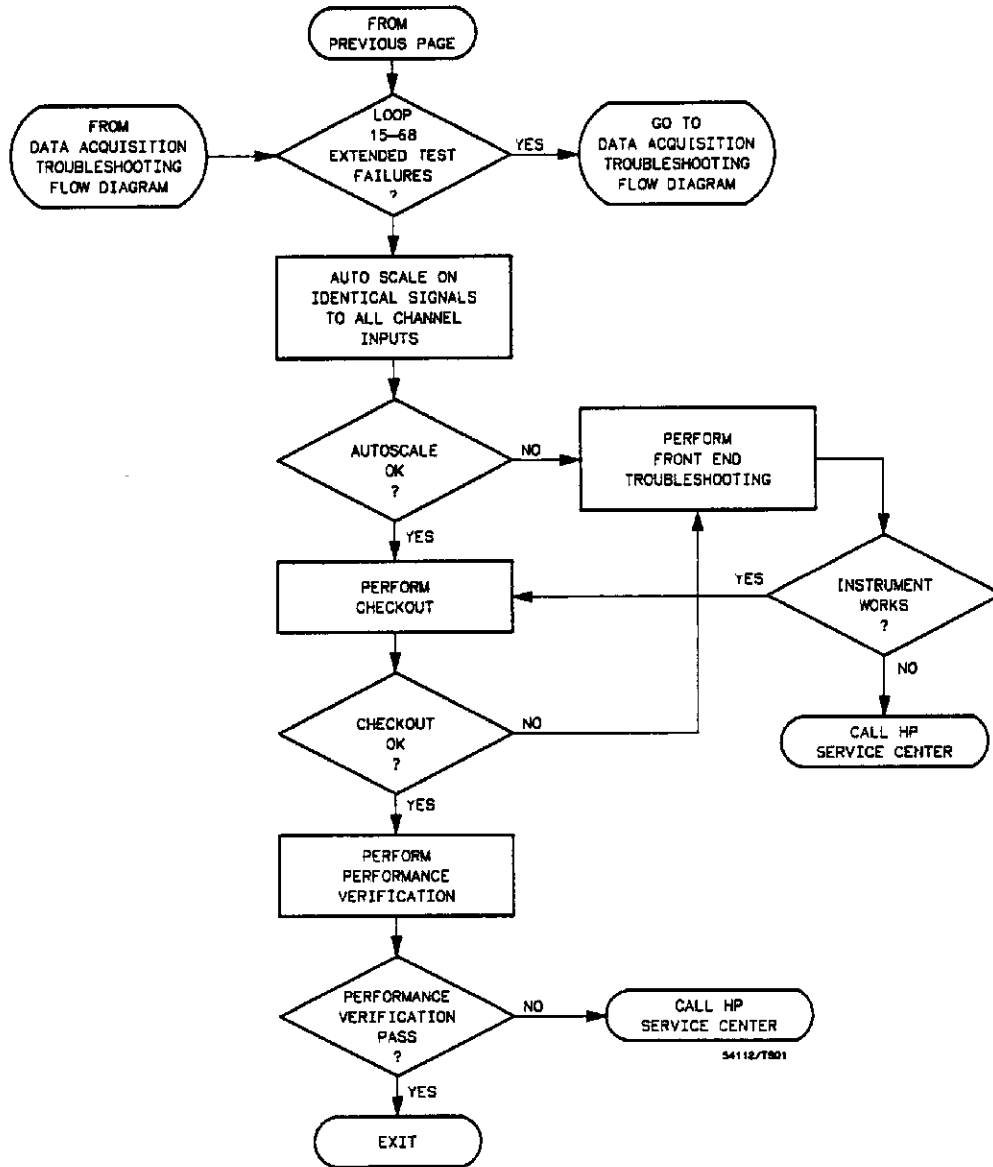 FROM
PREVIOUS PAGE
FROM
DATA ACQUISITION
TROUBLESHOOTING
FLOW DIAGRAM
LOOP
15-68
EXTENDED TEST
FAILURES
?
YES
GO TO
DATA ACQUISITION
TROUBLESHOOTING
FLOW DIAGRAM
AUTO SCALE ON
IDENTICAL SIGNALS
TO ALL CHANNEL
INPUTS
AUTOSCALE
OK
?
NO
YES
PERFORM
FRONT END
TROUBLESHOOTING
PERFORM
CHECKOUT
YES
INSTRUMENT
WORKS
?
NO
CALL HP
SERVICE CENTER
CHECKOUT
OK
?
NO
YES
PERFORM
PERFORMANCE
VERIFICATION
PERFORMANCE
VERIFICATION
PASS
?
NO
CALL HP
SERVICE CENTER
54112/TS01
YES
EXIT